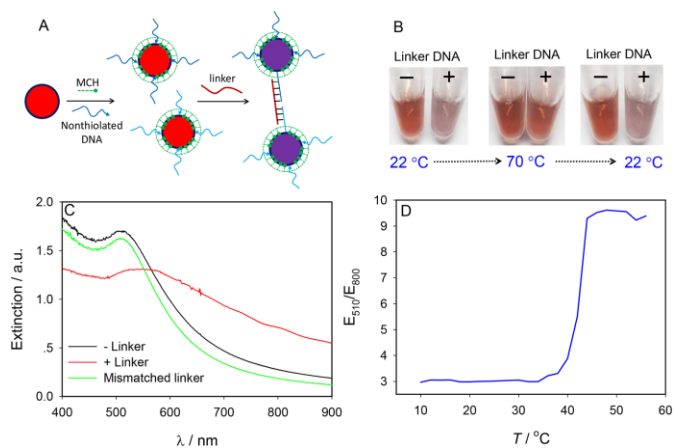 A
MCH
Nonthiolated
DNA
linker
B
Linker DNA Linker DNA Linker DNA
− + − + − +
22 °C 70 °C 22 °C
C
2.0
1.5
1.0
.5
0.0
Extinction / a.u.
- Linker
+ Linker
Mismatched linker
400 500 600 700 800 900
λ / nm
D
10
9
8
7
6
5
4
3
2
E510/E800
0 10 20 30 40 50 60
T / °C